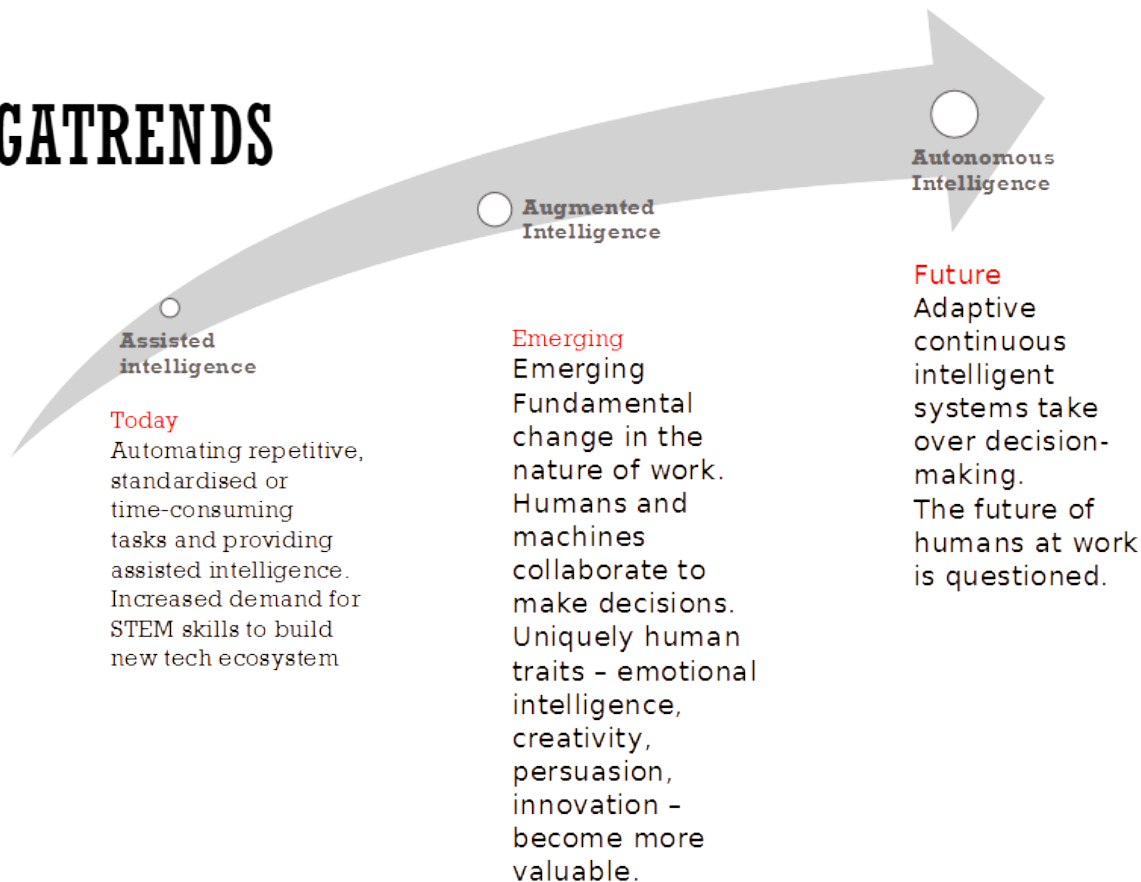 GATRENDS
Assisted
intelligence
Today
Automating repetitive,
standardised or
time-consuming
tasks and providing
assisted intelligence.
Increased demand for
STEM skills to build
new tech ecosystem
Augmented
Intelligence
Emerging
Emerging
Fundamental
change in the
nature of work.
Humans and
machines
collaborate to
make decisions.
Uniquely human
traits – emotional
intelligence,
creativity,
persuasion,
innovation –
become more
valuable.
Autonomous
Intelligence
Future
Adaptive
continuous
intelligent
systems take
over decision-
making.
The future of
humans at work
is questioned.